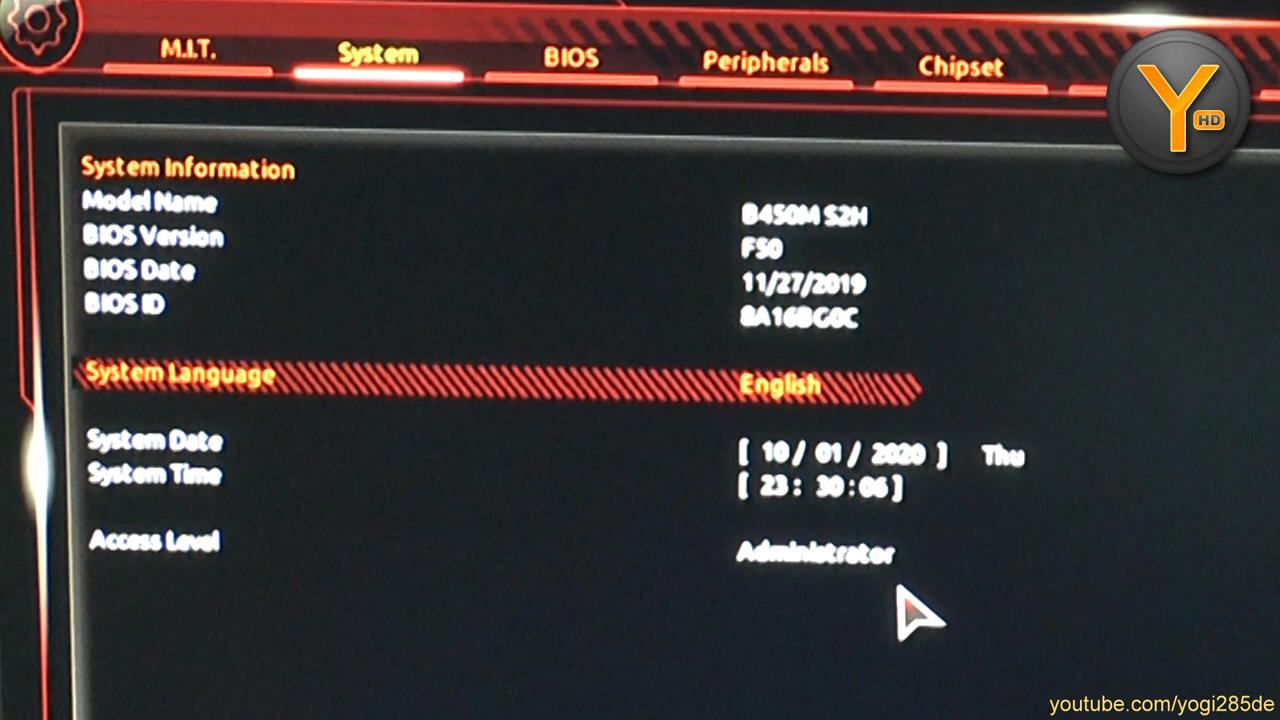 M.I.T. System BIOS Peripherals Chipset
Y HD
System Information
Model Name B450M S2H
BIOS Version F50
BIOS Date 11/27/2019
BIOS ID 8A16BG0C
System Language English
System Date [ 10/ 01/ 2020 ] Thu
System Time [ 23: 30:06]
Access Level Administrator
youtube.com/yogi285de